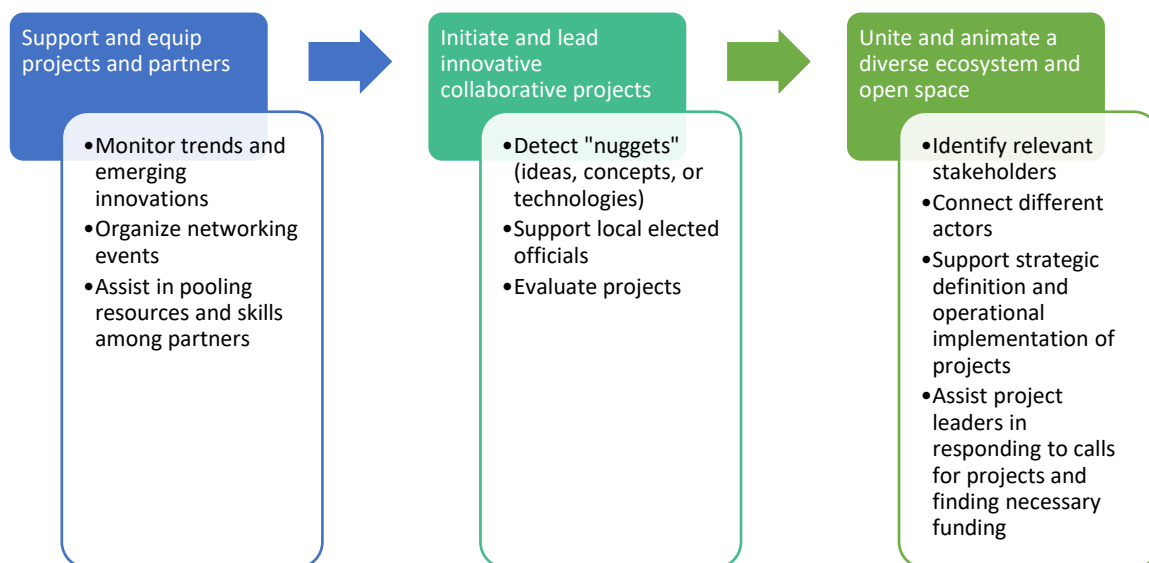 Support and equip
projects and partners
•Monitor trends and
emerging
innovations
•Organize networking
events
•Assist in pooling
resources and skills
among partners
Initiate and lead
innovative
collaborative projects
•Detect "nuggets"
(ideas, concepts, or
technologies)
•Support local elected
officials
•Evaluate projects
Unite and animate a
diverse ecosystem and
open space
•Identify relevant
stakeholders
•Connect different
actors
•Support strategic
definition and
operational
implementation of
projects
•Assist project
leaders in
responding to calls
for projects and
finding necessary
funding